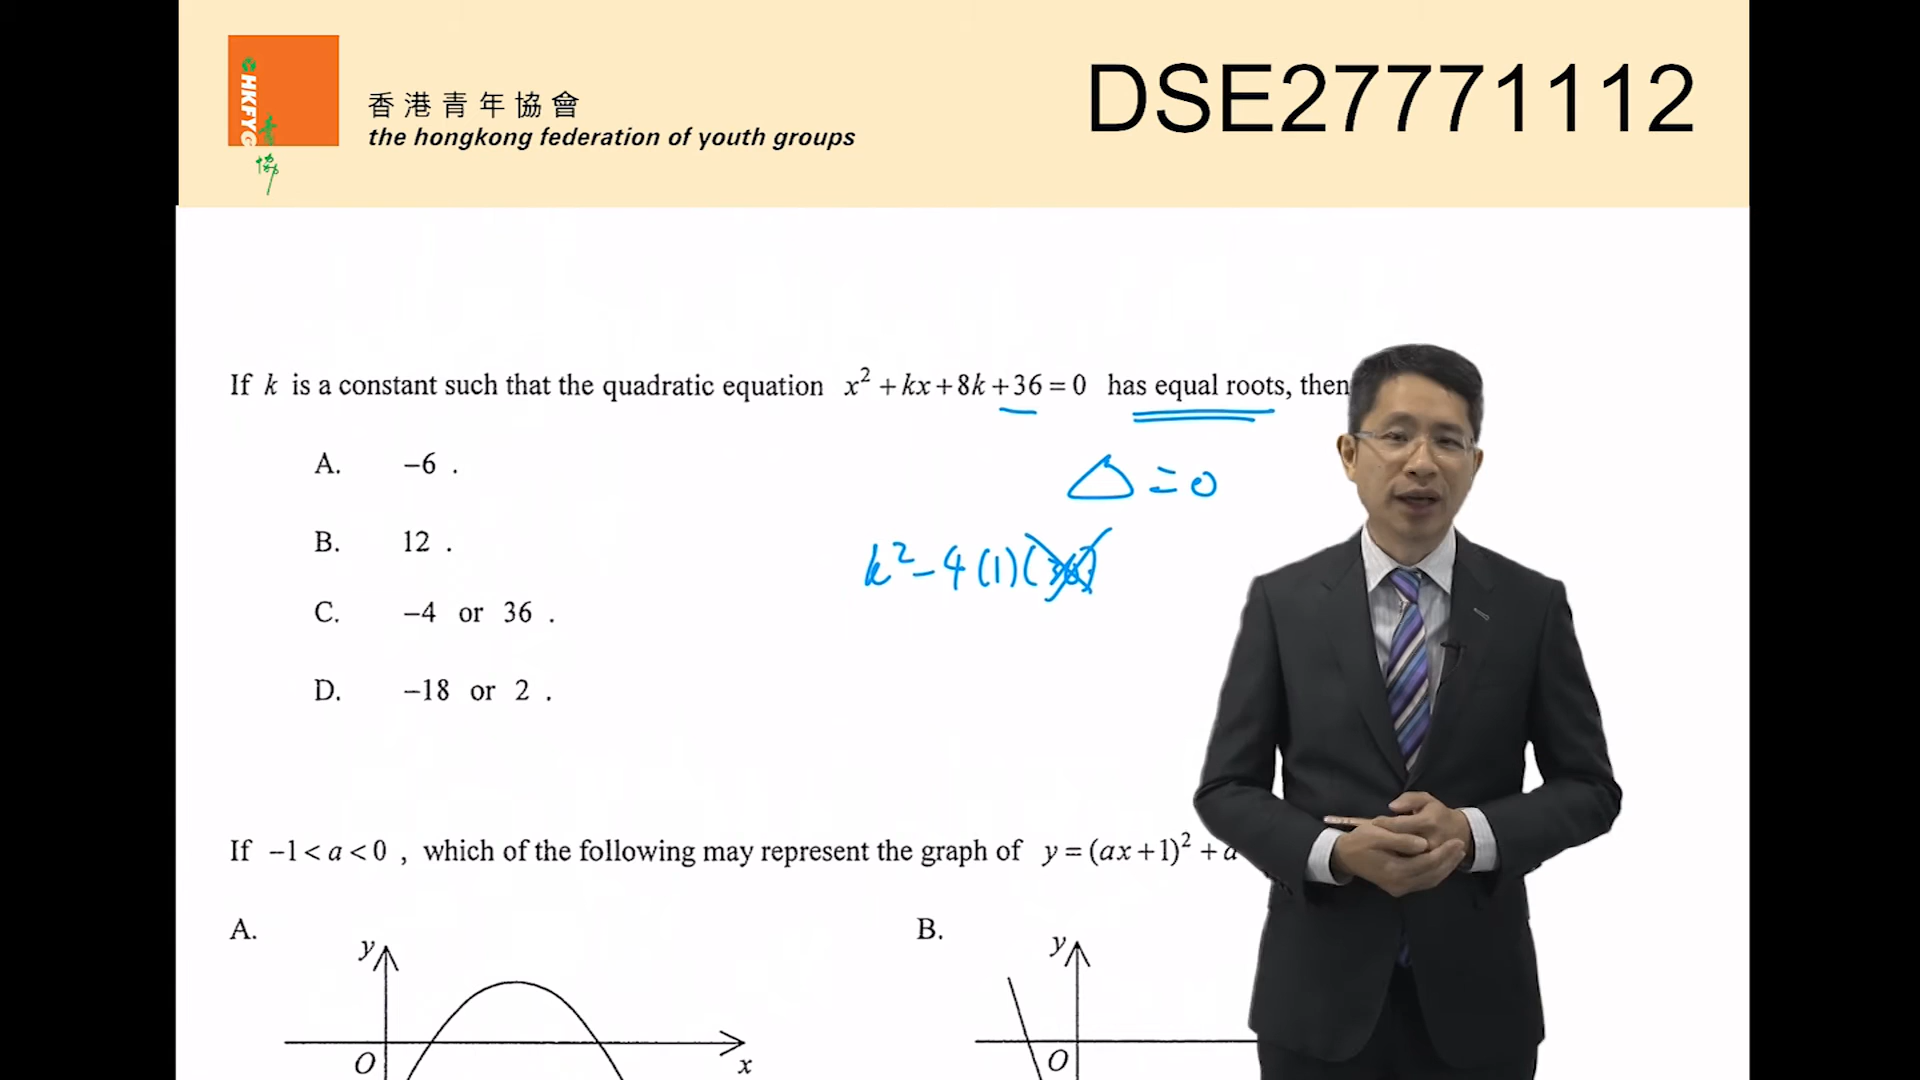 DSE27771112
HKFYG
青
協
香港青年協會
the hongkong federation of youth groups
If k is a constant such that the quadratic equation x² + kx + 8k + 36 = 0 has equal roots, then
A. −6 .
B. 12 .
C. −4 or 36 .
D. −18 or 2 .
△ = 0
k² − 4(1)(
If −1 < a < 0 , which of the following may represent the graph of y = (ax + 1)² + a
A.
B.
y
y
O
x
O